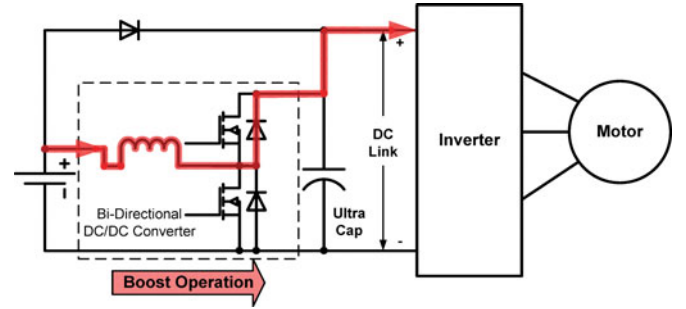 +
DC
Link
-
Inverter
Motor
+
Bi-Directional
DC/DC Converter
Ultra
Cap
Boost Operation